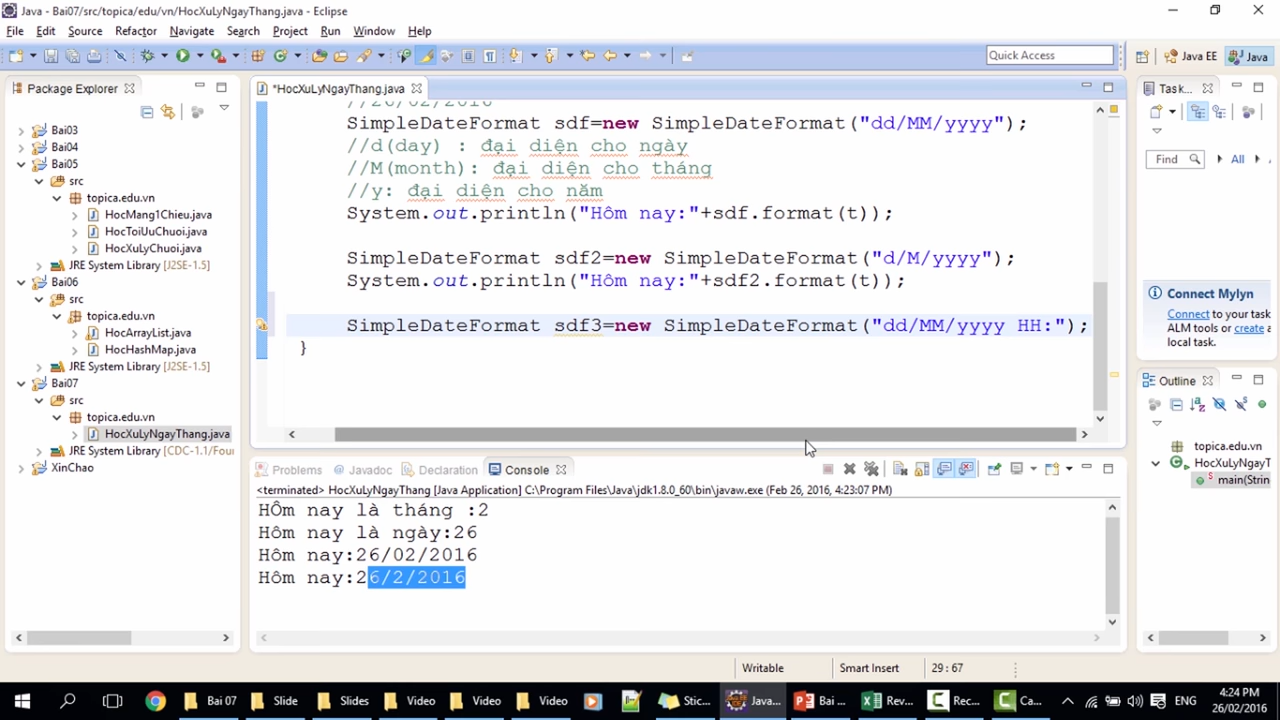 Java - Bai07/src/topica/edu/vn/HocXuLyNgayThang.java - Eclipse
File Edit Source Refactor Navigate Search Project Run Window Help
Quick Access
Java EE
Java
Package Explorer
Bai03
Bai04
Bai05
src
topica.edu.vn
HocMang1Chieu.java
HocToiUuChuoi.java
HocXuLyChuoi.java
JRE System Library [J2SE-1.5]
Bai06
src
topica.edu.vn
HocArrayList.java
HocHashMap.java
JRE System Library [J2SE-1.5]
Bai07
src
topica.edu.vn
HocXuLyNgayThang.java
JRE System Library [CDC-1.1/Four
XinChao
*HocXuLyNgayThang.java
//26/02/2016
SimpleDateFormat sdf=new SimpleDateFormat("dd/MM/yyyy");
//d(day) : đại diện cho ngày
//M(month): đại diện cho tháng
//y: đại diện cho năm
System.out.println("Hôm nay:"+sdf.format(t));
SimpleDateFormat sdf2=new SimpleDateFormat("d/M/yyyy");
System.out.println("Hôm nay:"+sdf2.format(t));
SimpleDateFormat sdf3=new SimpleDateFormat("dd/MM/yyyy HH:");
}
Problems @ Javadoc Declaration Console
<terminated> HocXuLyNgayThang [Java Application] C:\Program Files\Java\jdk1.8.0_60\bin\javaw.exe (Feb 26, 2016, 4:23:07 PM)
HÔm nay là tháng :2
Hôm nay là ngày:26
Hôm nay:26/02/2016
Hôm nay:26/2/2016
Task...
Find
All
Connect Mylyn
Connect to your task
ALM tools or create a
local task.
Outline
topica.edu.vn
HocXuLyNgayT
main(Strin
Writable
Smart Insert
29 : 67
Bai 07
Slide
Slides
Video
Video
Video
Stic...
Java...
Bai ...
Rev...
Rec...
Ca...
ENG
4:24 PM
26/02/2016